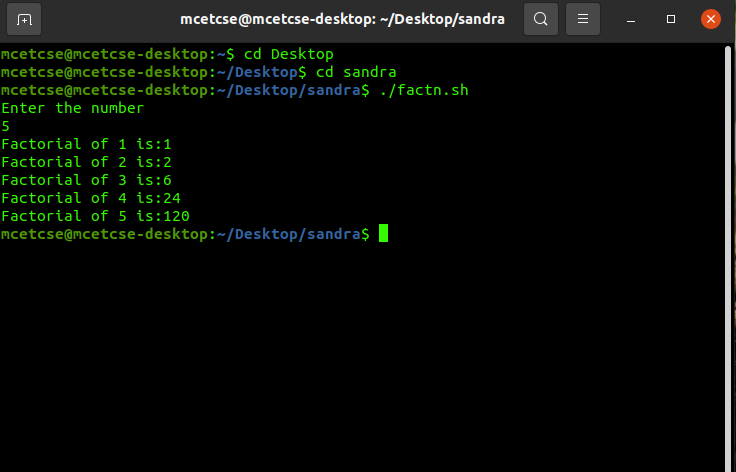 mcetcse@mcetcse-desktop: ~/Desktop/sandra
mcetcse@mcetcse-desktop:~$ cd Desktop
mcetcse@mcetcse-desktop:~/Desktop$ cd sandra
mcetcse@mcetcse-desktop:~/Desktop/sandra$ ./factn.sh
Enter the number
5
Factorial of 1 is:1
Factorial of 2 is:2
Factorial of 3 is:6
Factorial of 4 is:24
Factorial of 5 is:120
mcetcse@mcetcse-desktop:~/Desktop/sandra$